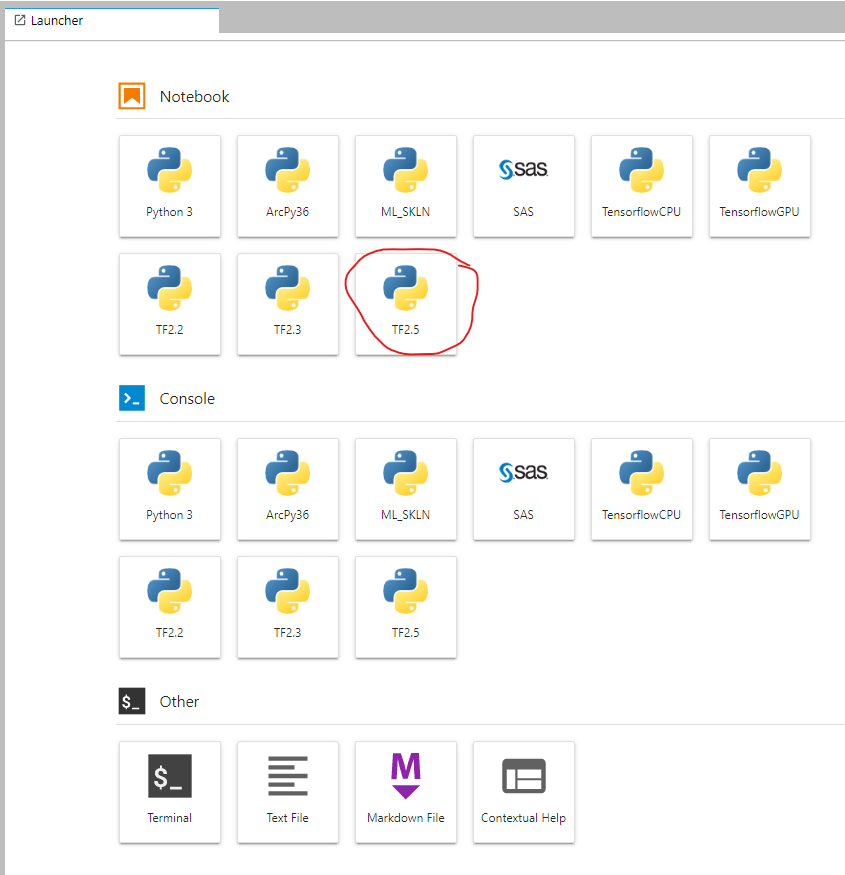 Launcher
Notebook
Python 3 ArcPy36 ML_SKLN sas SAS TensorflowCPU TensorflowGPU
TF2.2 TF2.3 TF2.5
>_ Console
Python 3 ArcPy36 ML_SKLN sas SAS TensorflowCPU TensorflowGPU
TF2.2 TF2.3 TF2.5
$_ Other
$_ M
Terminal Text File Markdown File Contextual Help